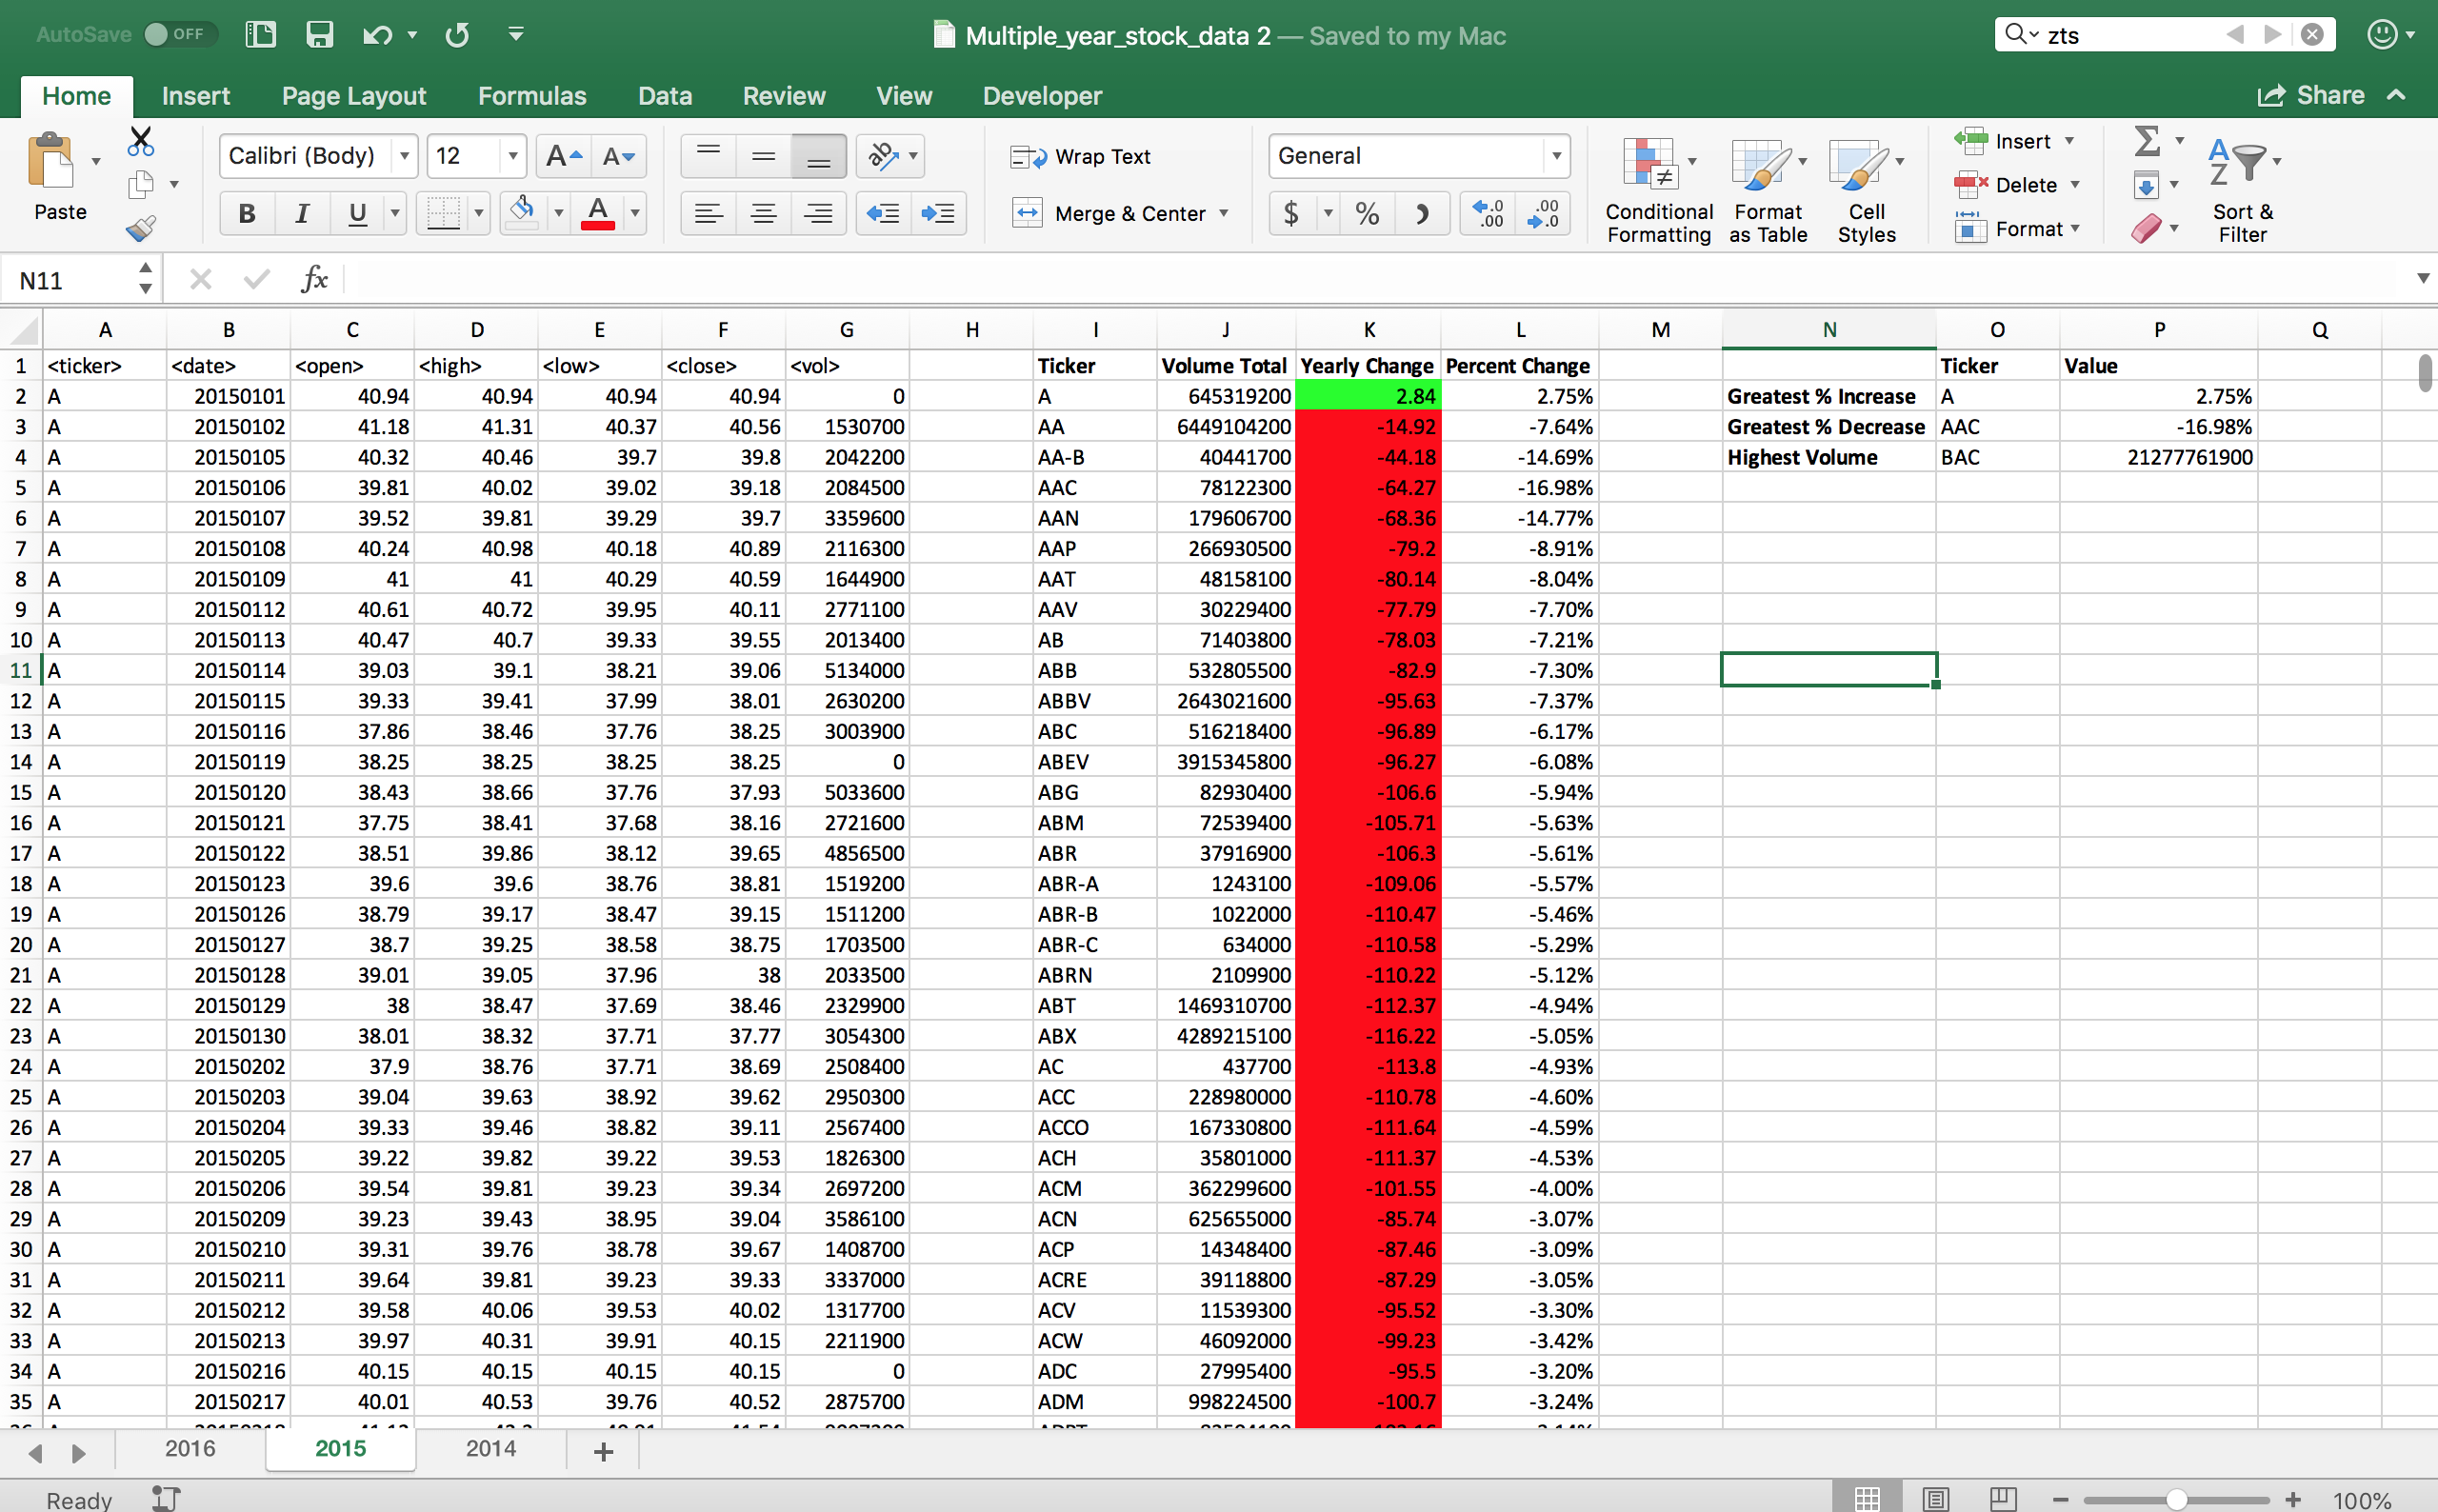 AutoSave OFF Multiple_year_stock_data 2 — Saved to my Mac zts
Home Insert Page Layout Formulas Data Review View Developer Share
Paste Calibri (Body) 12 A A Wrap Text General Conditional Formatting Format as Table Cell Styles Insert Delete Format Sort & Filter
B I U A Merge & Center $ % .0 .00 .00 .0
N11 fx
A B C D E F G H I J K L M N O P Q
1 <ticker> <date> <open> <high> <low> <close> <vol> Ticker Volume Total Yearly Change Percent Change Ticker Value
2 A 20150101 40.94 40.94 40.94 40.94 0 A 645319200 2.84 2.75% Greatest % Increase A 2.75%
3 A 20150102 41.18 41.31 40.37 40.56 1530700 AA 6449104200 -14.92 -7.64% Greatest % Decrease AAC -16.98%
4 A 20150105 40.32 40.46 39.7 39.8 2042200 AA-B 40441700 -44.18 -14.69% Highest Volume BAC 21277761900
5 A 20150106 39.81 40.02 39.02 39.18 2084500 AAC 78122300 -64.27 -16.98%
6 A 20150107 39.52 39.81 39.29 39.7 3359600 AAN 179606700 -68.36 -14.77%
7 A 20150108 40.24 40.98 40.18 40.89 2116300 AAP 266930500 -79.2 -8.91%
8 A 20150109 41 41 40.29 40.59 1644900 AAT 48158100 -80.14 -8.04%
9 A 20150112 40.61 40.72 39.95 40.11 2771100 AAV 30229400 -77.79 -7.70%
10 A 20150113 40.47 40.7 39.33 39.55 2013400 AB 71403800 -78.03 -7.21%
11 A 20150114 39.03 39.1 38.21 39.06 5134000 ABB 532805500 -82.9 -7.30%
12 A 20150115 39.33 39.41 37.99 38.01 2630200 ABBV 2643021600 -95.63 -7.37%
13 A 20150116 37.86 38.46 37.76 38.25 3003900 ABC 516218400 -96.89 -6.17%
14 A 20150119 38.25 38.25 38.25 38.25 0 ABEV 3915345800 -96.27 -6.08%
15 A 20150120 38.43 38.66 37.76 37.93 5033600 ABG 82930400 -106.6 -5.94%
16 A 20150121 37.75 38.41 37.68 38.16 2721600 ABM 72539400 -105.71 -5.63%
17 A 20150122 38.51 39.86 38.12 39.65 4856500 ABR 37916900 -106.3 -5.61%
18 A 20150123 39.6 39.6 38.76 38.81 1519200 ABR-A 1243100 -109.06 -5.57%
19 A 20150126 38.79 39.17 38.47 39.15 1511200 ABR-B 1022000 -110.47 -5.46%
20 A 20150127 38.7 39.25 38.58 38.75 1703500 ABR-C 634000 -110.58 -5.29%
21 A 20150128 39.01 39.05 37.96 38 2033500 ABRN 2109900 -110.22 -5.12%
22 A 20150129 38 38.47 37.69 38.46 2329900 ABT 1469310700 -112.37 -4.94%
23 A 20150130 38.01 38.32 37.71 37.77 3054300 ABX 4289215100 -116.22 -5.05%
24 A 20150202 37.9 38.76 37.71 38.69 2508400 AC 437700 -113.8 -4.93%
25 A 20150203 39.04 39.63 38.92 39.62 2950300 ACC 228980000 -110.78 -4.60%
26 A 20150204 39.33 39.46 38.82 39.11 2567400 ACCO 167330800 -111.64 -4.59%
27 A 20150205 39.22 39.82 39.22 39.53 1826300 ACH 35801000 -111.37 -4.53%
28 A 20150206 39.54 39.81 39.23 39.34 2697200 ACM 362299600 -101.55 -4.00%
29 A 20150209 39.23 39.43 38.95 39.04 3586100 ACN 625655000 -85.74 -3.07%
30 A 20150210 39.31 39.76 38.78 39.67 1408700 ACP 14348400 -87.46 -3.09%
31 A 20150211 39.64 39.81 39.23 39.33 3337000 ACRE 39118800 -87.29 -3.05%
32 A 20150212 39.58 40.06 39.53 40.02 1317700 ACV 11539300 -95.52 -3.30%
33 A 20150213 39.97 40.31 39.91 40.15 2211900 ACW 46092000 -99.23 -3.42%
34 A 20150216 40.15 40.15 40.15 40.15 0 ADC 27995400 -95.5 -3.20%
35 A 20150217 40.01 40.53 39.76 40.52 2875700 ADM 998224500 -100.7 -3.24%
2016 2015 2014 +
Ready 100%